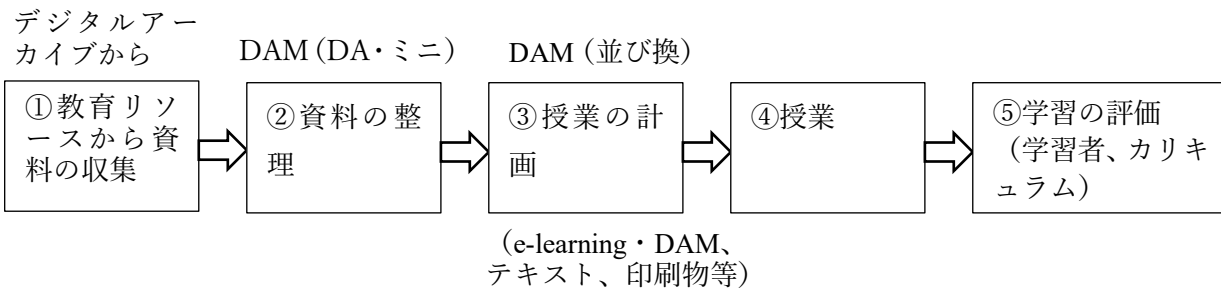 デジタルアー
カイブから
①教育リソ
ースから資
料の収集
DAM（DA・ミニ）
②資料の整
理
DAM（並び換）
③授業の計
画
（e-learning・DAM、
テキスト、印刷物等）
④授業
⑤学習の評価
（学習者、カリキ
ュラム）